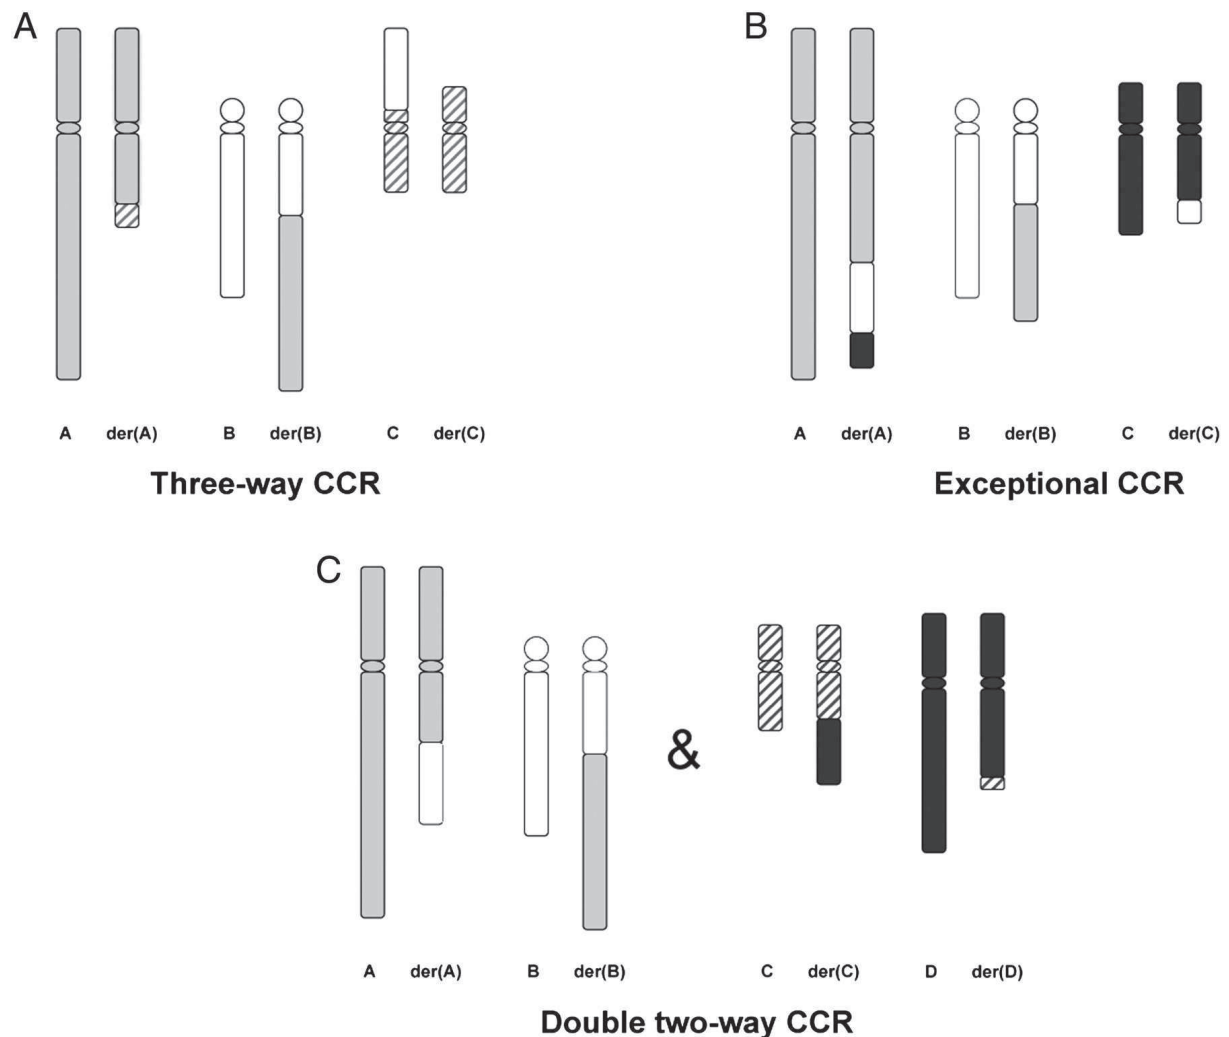 A
B
A der(A) B der(B) C der(C)
Three-way CCR
A der(A) B der(B) C der(C)
Exceptional CCR
C
&
A der(A) B der(B) C der(C) D der(D)
Double two-way CCR